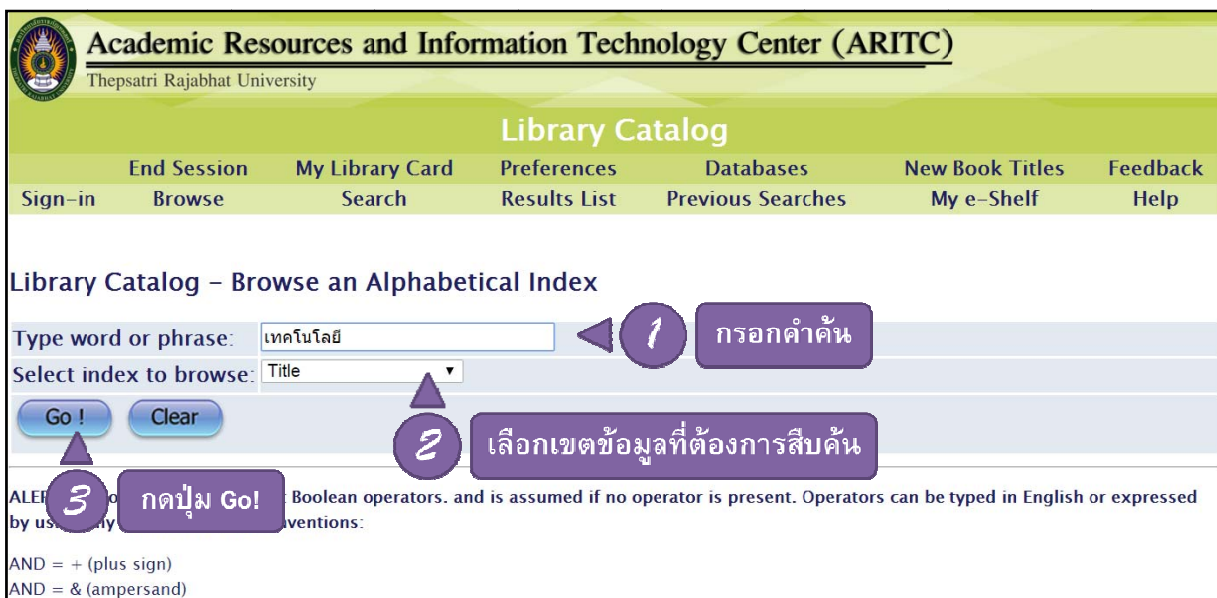 Academic Resources and Information Technology Center (ARITC)
Thepsatri Rajabhat University
Library Catalog
End Session My Library Card Preferences Databases New Book Titles Feedback
Sign-in Browse Search Results List Previous Searches My e-Shelf Help
Library Catalog - Browse an Alphabetical Index
Type word or phrase: เทคโนโลยี
1 กรอกคำค้น
Select index to browse: Title
Go ! Clear
2 เลือกเขตข้อมูลที่ต้องการสืบค้น
3 กดปุ่ม Go!
Boolean operators. and is assumed if no operator is present. Operators can be typed in English or expressed
by
AND = + (plus sign)
AND = & (ampersand)